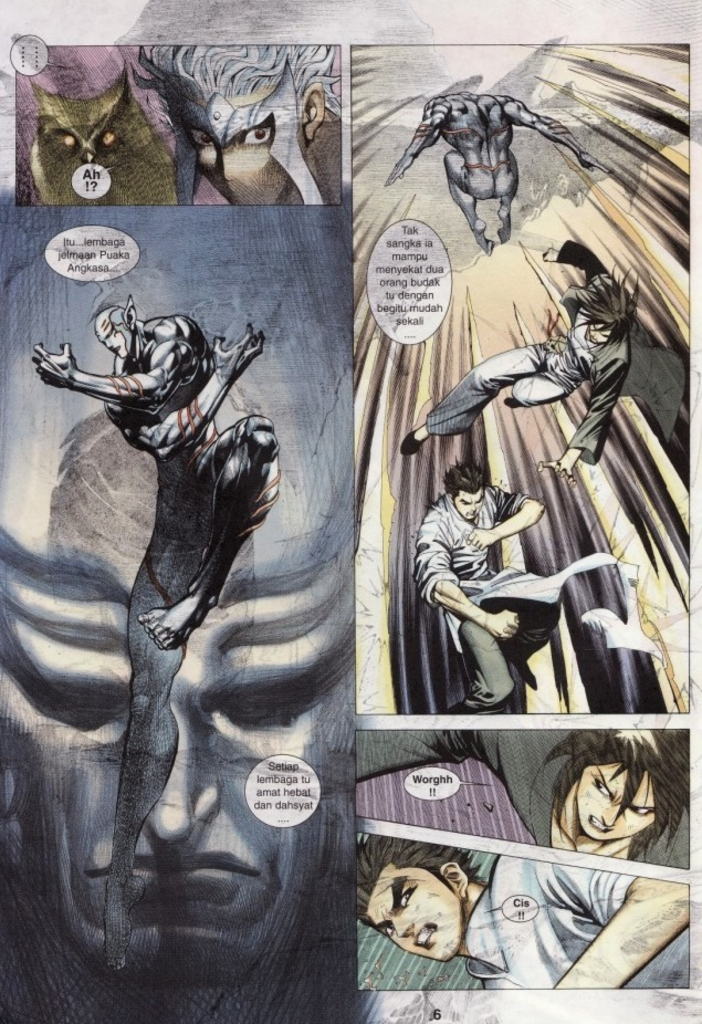 ......
Ah
!?
Itu...lembaga
jelmaan Puaka
Angkasa...
Tak
sangka ia
mampu
menyekat dua
orang budak
tu dengan
begitu mudah
sekali
....
Setiap
lembaga tu
amat hebat
dan dahsyat
....
Worghh
!!
Cis
!!
6